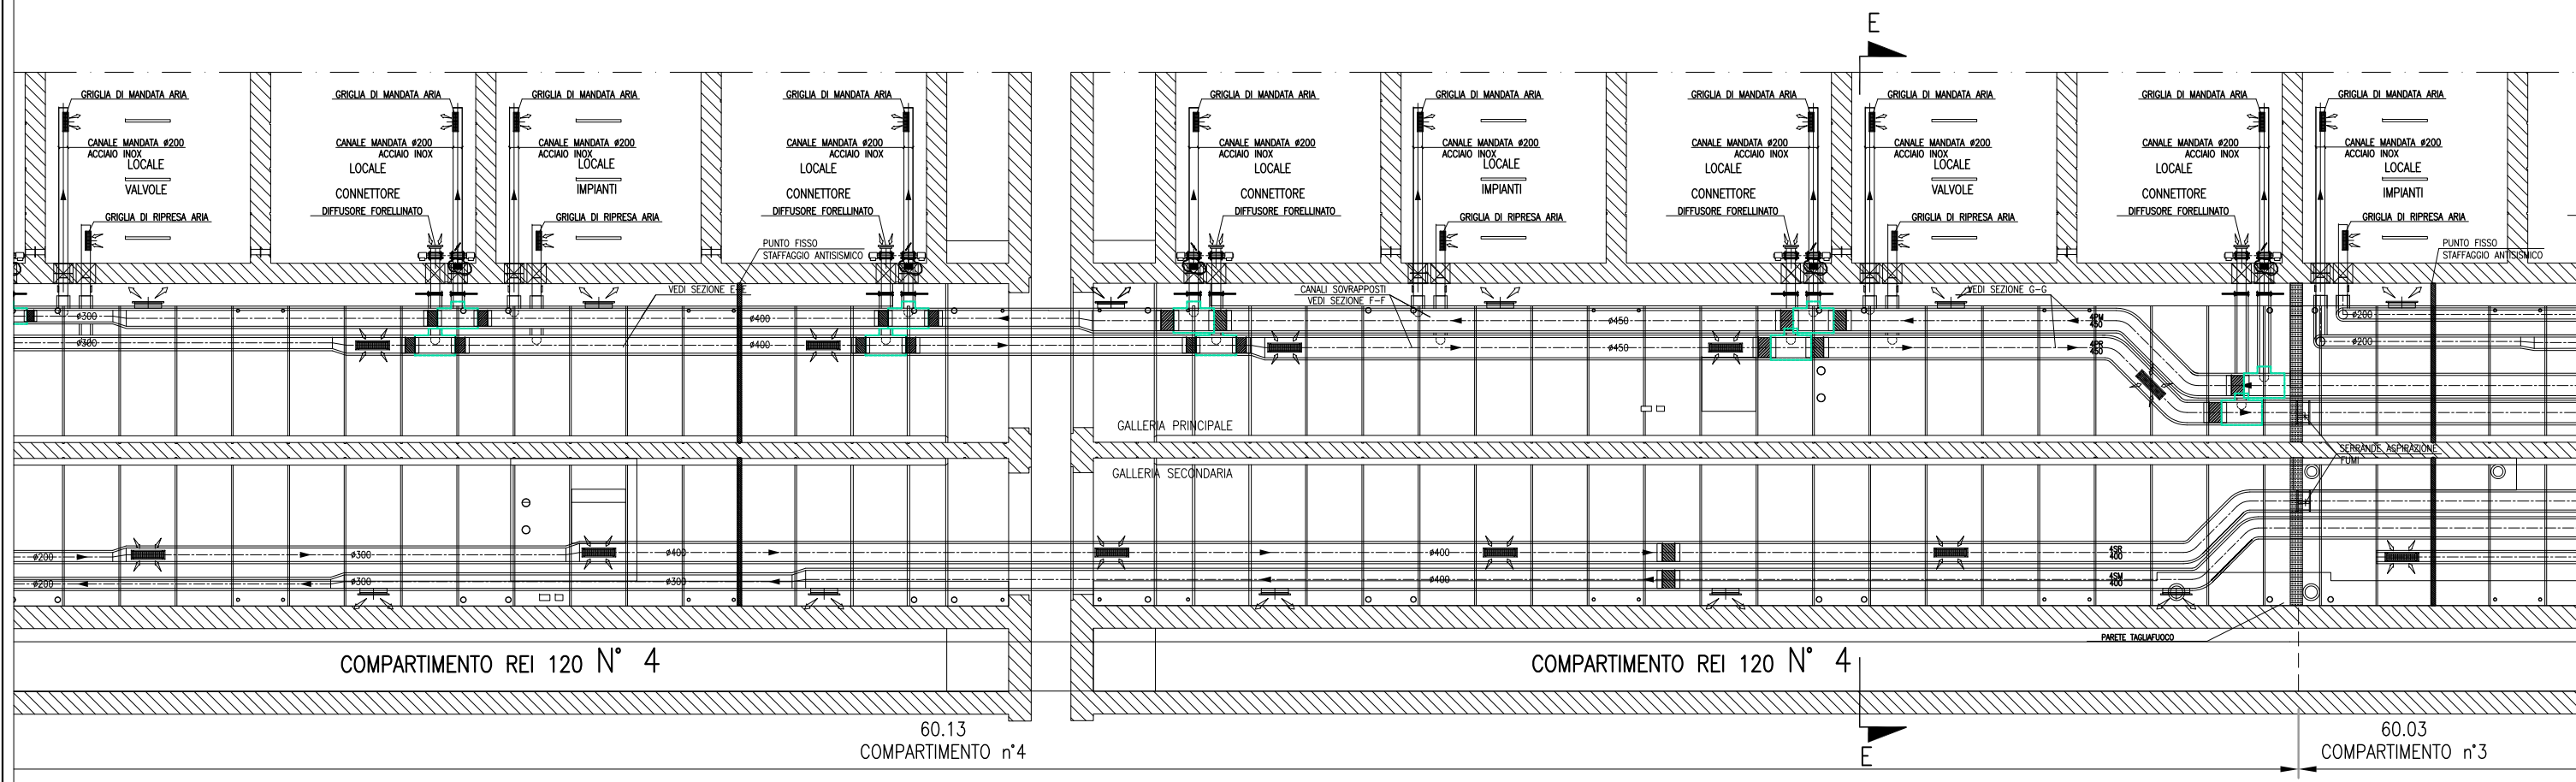 E
GRIGLIA DI MANDATA ARIA
GRIGLIA DI MANDATA ARIA
GRIGLIA DI MANDATA ARIA
GRIGLIA DI MANDATA ARIA
GRIGLIA DI MANDATA ARIA
GRIGLIA DI MANDATA ARIA
GRIGLIA DI MANDATA ARIA
GRIGLIA DI MANDATA ARIA
GRIGLIA DI MANDATA ARIA
GRIGLIA DI MANDATA ARIA
CANALE MANDATA ø200
ACCIAIO INOX
LOCALE
VALVOLE
CANALE MANDATA ø200
ACCIAIO INOX
LOCALE
CONNETTORE
CANALE MANDATA ø200
ACCIAIO INOX
LOCALE
IMPIANTI
CANALE MANDATA ø200
ACCIAIO INOX
LOCALE
CONNETTORE
CANALE MANDATA ø200
ACCIAIO INOX
LOCALE
CONNETTORE
CANALE MANDATA ø200
ACCIAIO INOX
LOCALE
IMPIANTI
CANALE MANDATA ø200
ACCIAIO INOX
LOCALE
CONNETTORE
CANALE MANDATA ø200
ACCIAIO INOX
LOCALE
VALVOLE
CANALE MANDATA ø200
ACCIAIO INOX
LOCALE
CONNETTORE
CANALE MANDATA ø200
ACCIAIO INOX
LOCALE
IMPIANTI
GRIGLIA DI RIPRESA ARIA
DIFFUSORE FORELLINATO
GRIGLIA DI RIPRESA ARIA
DIFFUSORE FORELLINATO
DIFFUSORE FORELLINATO
GRIGLIA DI RIPRESA ARIA
DIFFUSORE FORELLINATO
GRIGLIA DI RIPRESA ARIA
DIFFUSORE FORELLINATO
GRIGLIA DI RIPRESA ARIA
PUNTO FISSO
STAFFAGGIO ANTISISMICO
PUNTO FISSO
STAFFAGGIO ANTISISMICO
VEDI SEZIONE E-E
CANALI SOVRAPPOSTI
VEDI SEZIONE F-F
VEDI SEZIONE G-G
ø300
ø400
ø450
4PM
450
ø200
ø300
ø400
ø450
4PR
450
ø200
GALLERIA PRINCIPALE
GALLERIA SECONDARIA
SERRANDE ASPIRAZIONE
FUMI
ø200
ø300
ø400
ø400
4SR
400
ø200
ø300
ø300
ø400
4SM
400
PARETE TAGLIAFUOCO
COMPARTIMENTO REI 120 N° 4
COMPARTIMENTO REI 120 N° 4
60.13
COMPARTIMENTO n°4
E
60.03
COMPARTIMENTO n°3